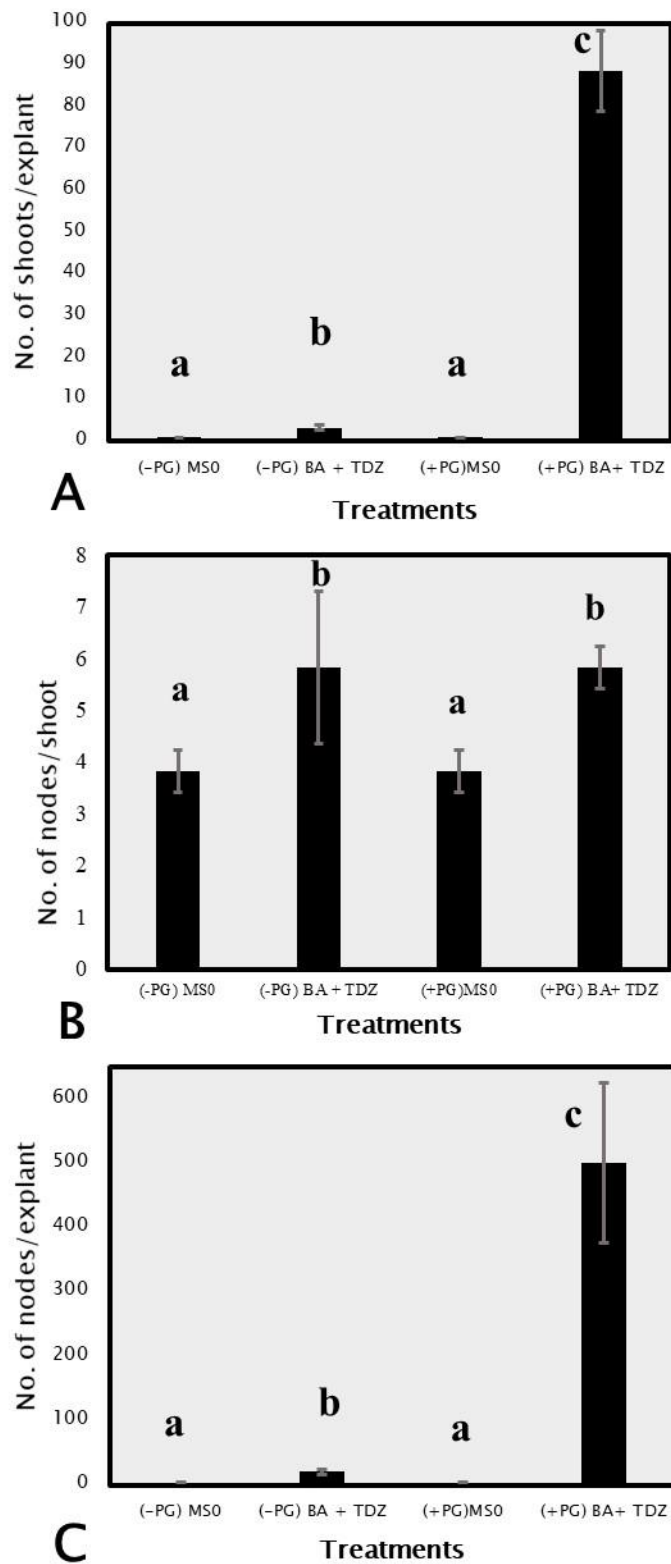 No. of shoots/explant
100
90
80
70
60
50
40
30
20
10
0
a
b
a
c
(-PG) MS0
(-PG) BA + TDZ
(+PG)MS0
(+PG) BA+ TDZ
A
Treatments
No. of nodes/shoot
8
7
6
5
4
3
2
1
0
a
b
a
b
(-PG) MS0
(-PG) BA +TDZ
(+PG)MS0
(+PG) BA+ TDZ
B
Treatments
No. of nodes/explant
600
500
400
300
200
100
0
a
b
a
c
(-PG) MS0
(-PG) BA + TDZ
(+PG)MS0
(+PG) BA+ TDZ
C
Treatments